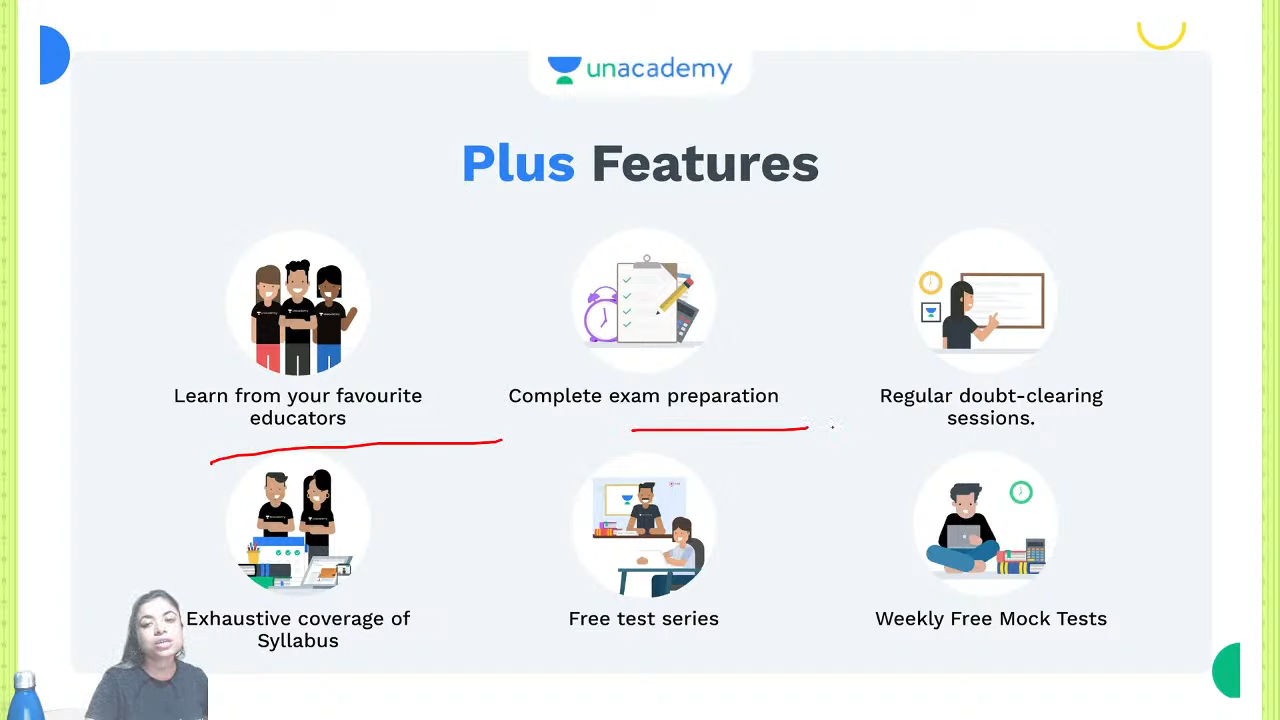 unacademy
Plus Features
Learn from your favourite
educators
Complete exam preparation
Regular doubt-clearing
sessions.
Exhaustive coverage of
Syllabus
Free test series
Weekly Free Mock Tests